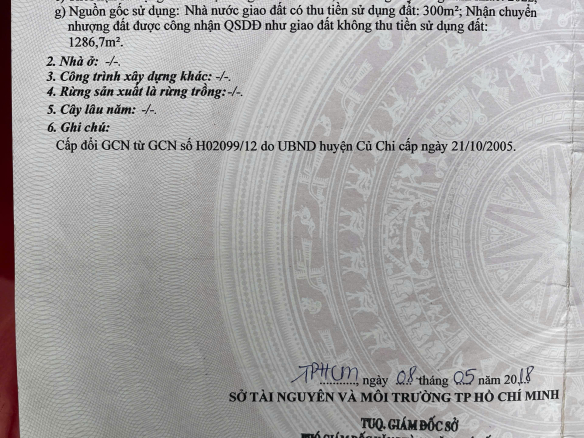 g) Nguồn gốc sử dụng: Nhà nước giao đất có thu tiền sử dụng đất: 300m²; Nhận chuyển
nhượng đất được công nhận QSDĐ như giao đất không thu tiền sử dụng đất:
1286,7m².
2. Nhà ở: -/-.
3. Công trình xây dựng khác: -/-.
4. Rừng sản xuất là rừng trồng:-/-.
5. Cây lâu năm: -/-.
6. Ghi chú:
Cấp đổi GCN từ GCN số H02099/12 do UBND huyện Củ Chi cấp ngày 21/10/2005.
TPHCM, ngày 08 tháng 05 năm 2018
SỞ TÀI NGUYÊN VÀ MÔI TRƯỜNG TP HỒ CHÍ MINH
TUQ. GIÁM ĐỐC SỞ